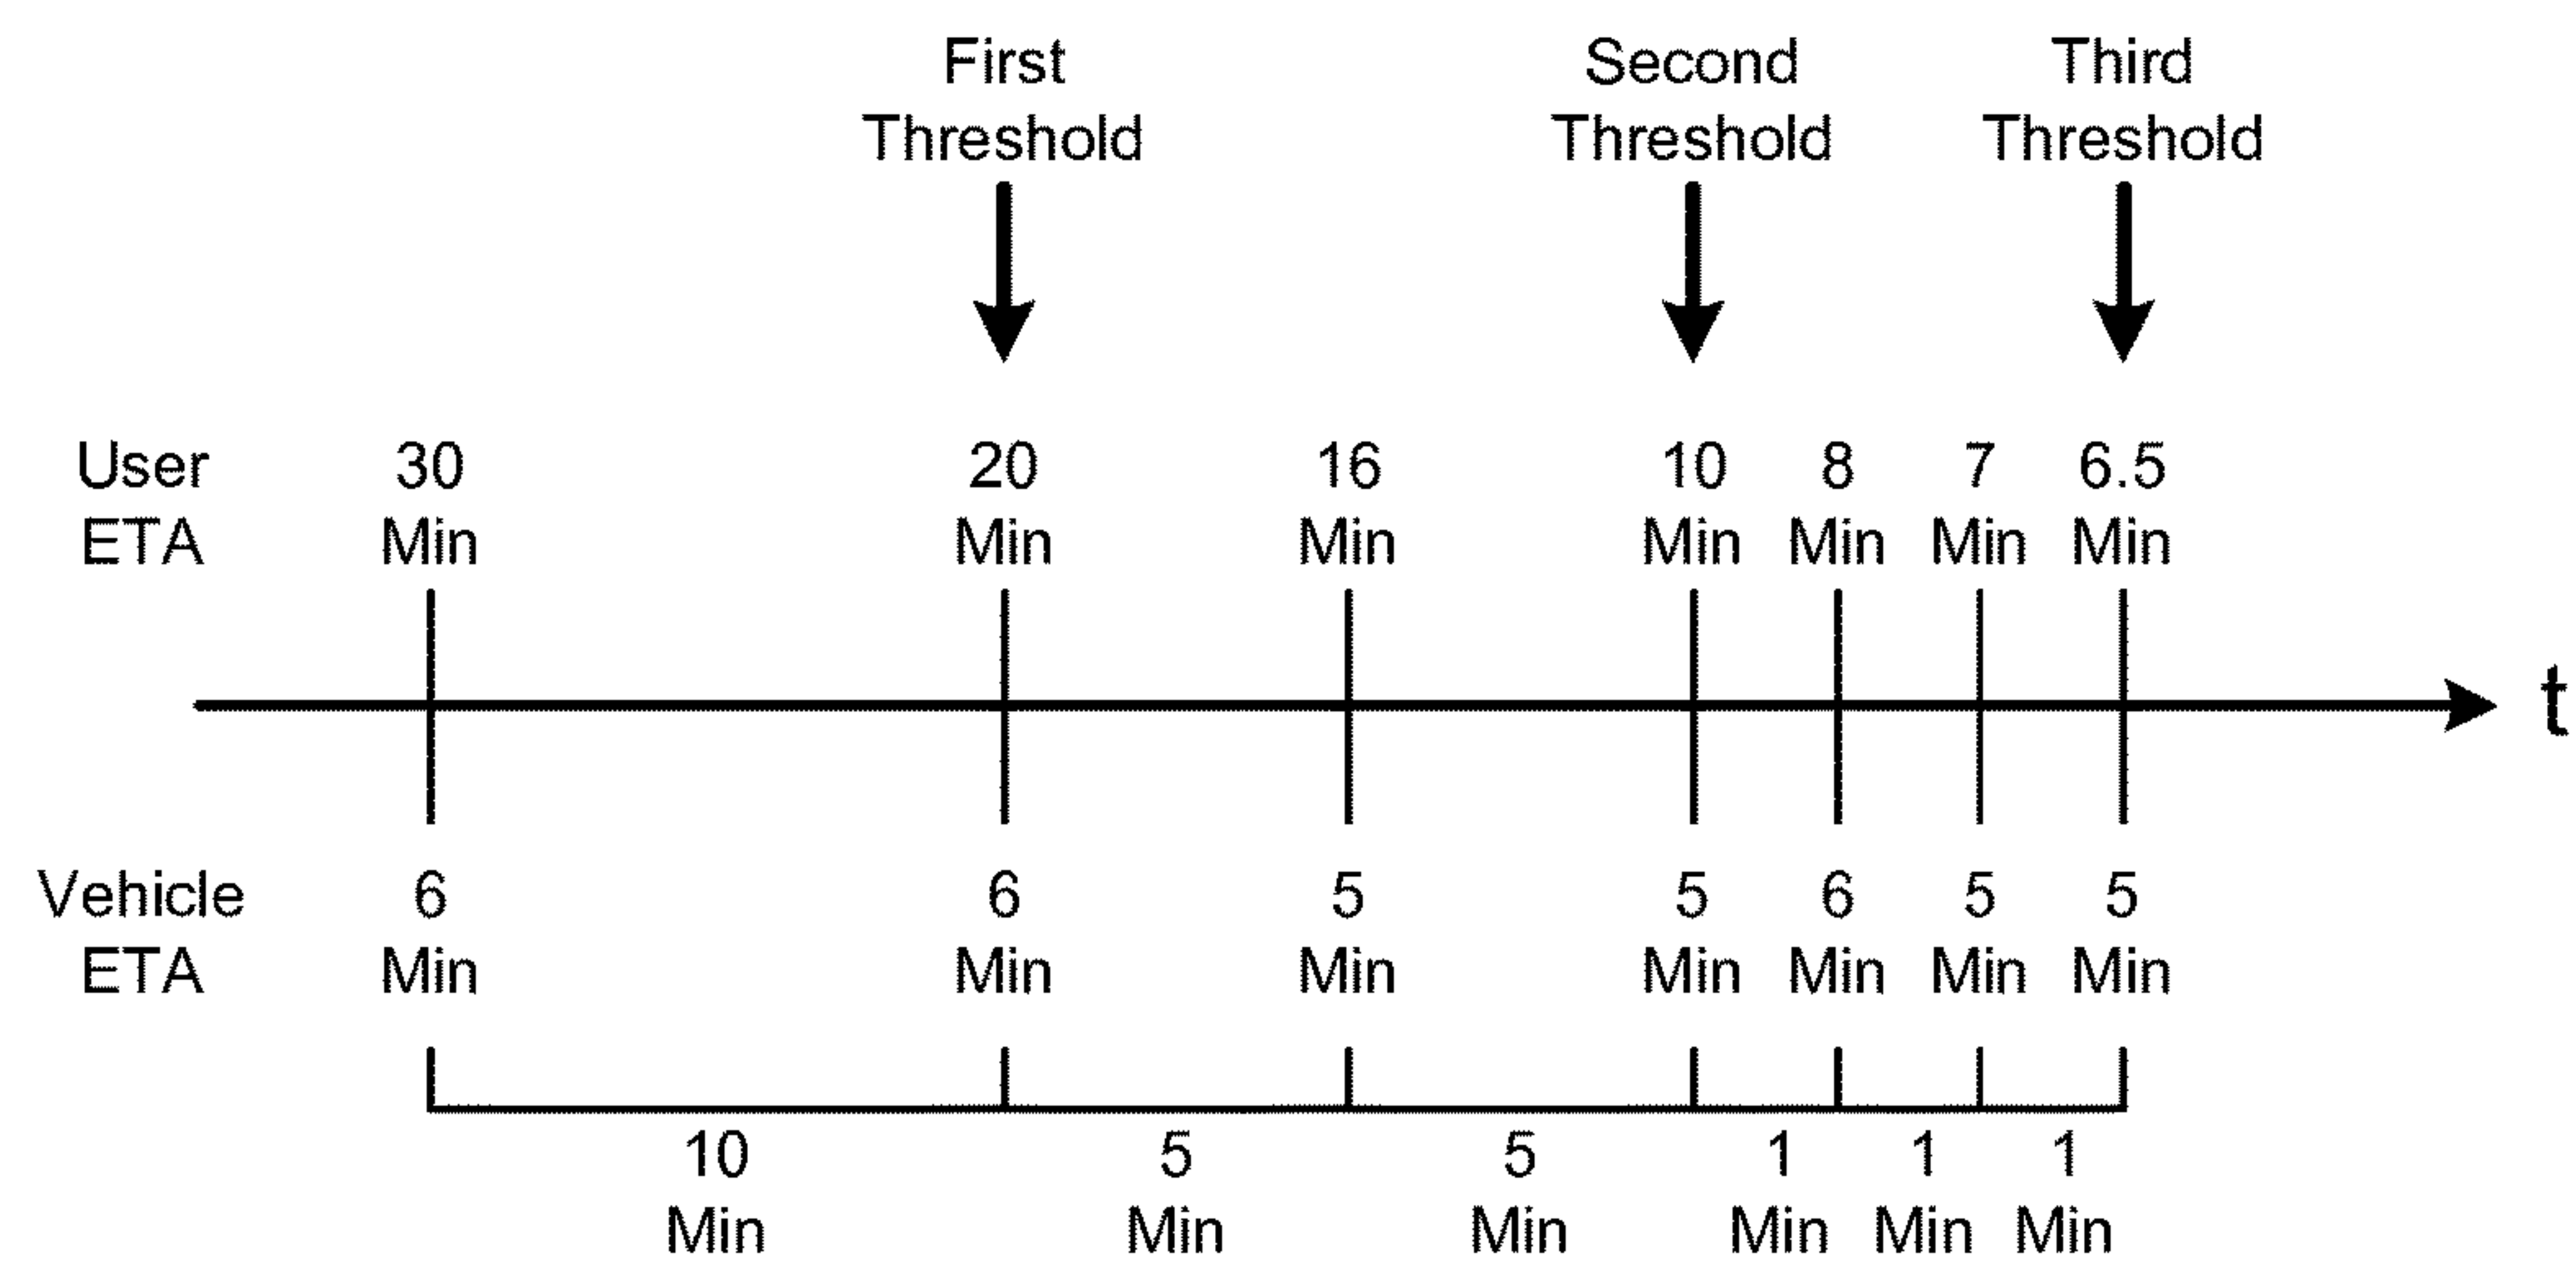 First Second Third
Threshold Threshold Threshold
User 30 20 16 10 8 7 6.5
ETA Min Min Min Min Min Min Min
t
Vehicle 6 6 5 5 6 5 5
ETA Min Min Min Min Min Min Min
10 5 5 1 1 1
Min Min Min Min Min Min